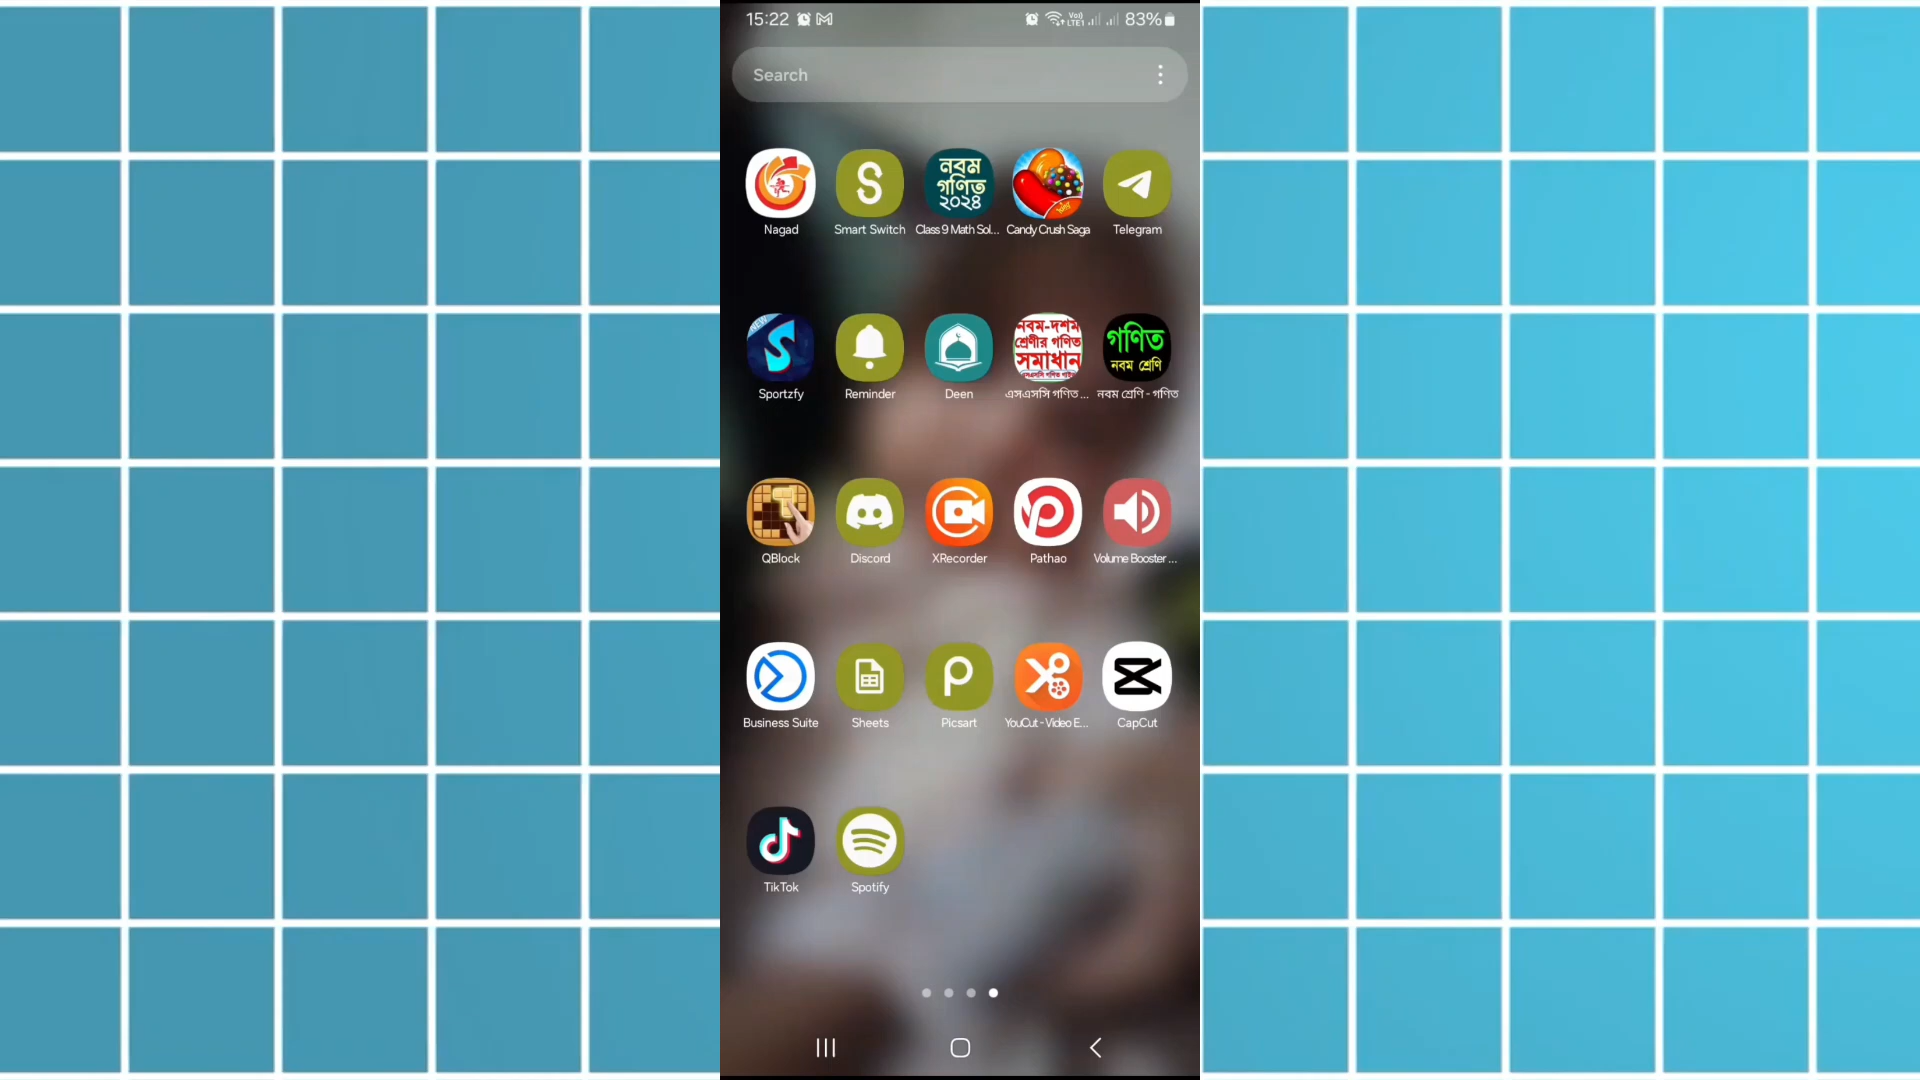 15:22
VoLTE1 83%
Search
নবম
গণিত
২০২৪
Nagad Smart Switch Class 9 Math Sol... Candy Crush Saga Telegram
NEW
নবম-দশম
শ্রেণীর গণিত
সমাধান
গণিত
নবম শ্রেণি
Sportzfy Reminder Deen এসএসসি গণিত ... নবম শ্রেণি - গণিত
QBlock Discord XRecorder Pathao Volume Booster ...
Business Suite Sheets Picsart YouCut - Video E... CapCut
TikTok Spotify